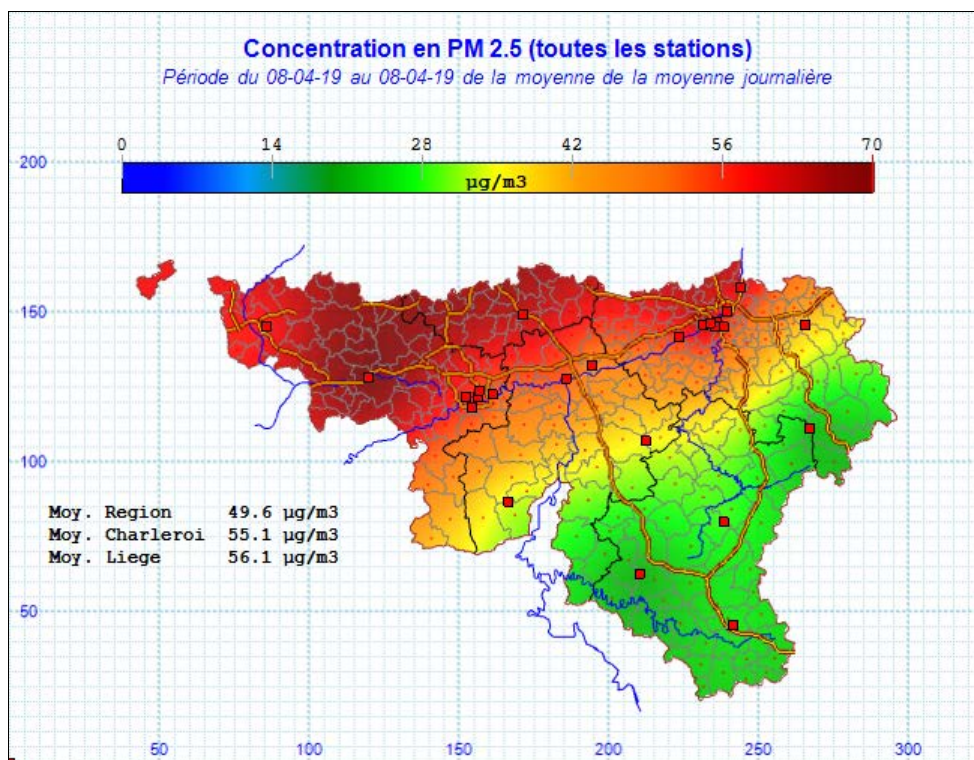 Concentration en PM 2.5 (toutes les stations)
Période du 08-04-19 au 08-04-19 de la moyenne de la moyenne journalière
0 14 28 42 56 70
µg/m3
200
150
100
Moy. Region 49.6 µg/m3
Moy. Charleroi 55.1 µg/m3
Moy. Liege 56.1 µg/m3
50
50 100 150 200 250 300